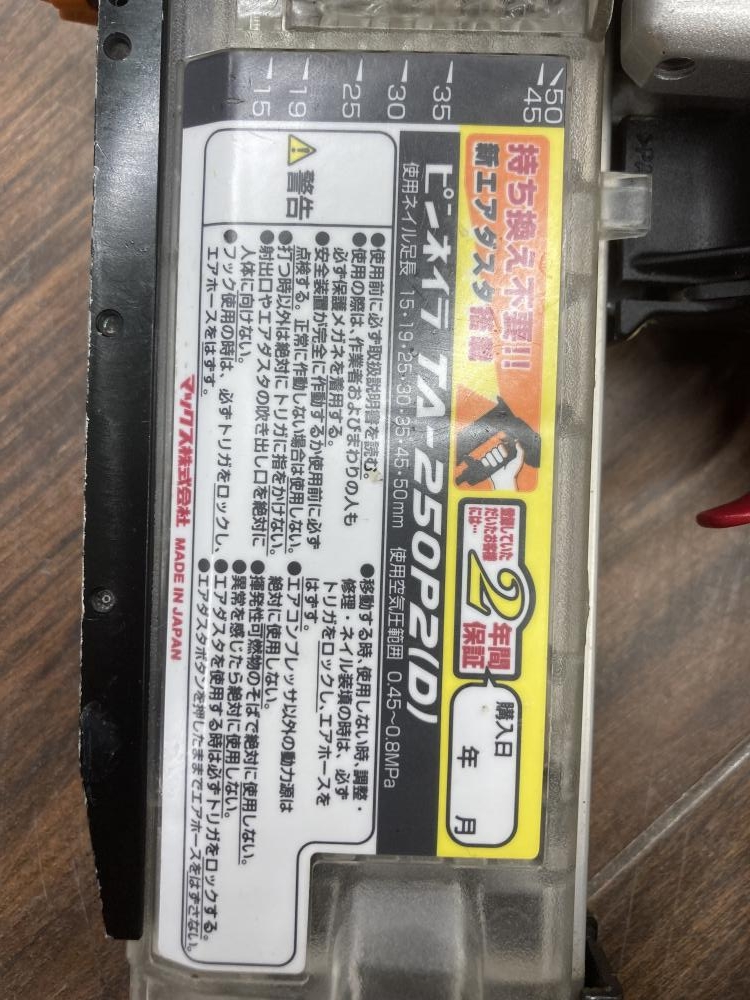 持ち換え不要!!
新エアダスタ搭載
登録していた
だいたお客様
には…
2年間
保証
購入日
年 月
ピンネイラ TA-250P2(D)
使用ネイル足長 15・19・25・30・35・45・50mm 使用空気圧範囲 0.45～0.8MPa
50
45
35
30
25
19
15
警告
●使用前に必ず取扱説明書を読む。
●使用の際は、作業者およびまわりの人も
必ず保護メガネを着用する。
●安全装置が完全に作動するか使用前に必ず
点検する。正常に作動しない場合は使用しない。
●打つ時以外は絶対にトリガに指をかけない。
●射出口やエアダスタの吹き出し口を絶対に
人体に向けない。
●フック使用の時は、必ずトリガをロックし、
エアホースをはずす。
●移動する時、使用しない時、調整・
修理・ネイル装填の時は、必ず
トリガをロックし、エアホースを
はずす。
●エアコンプレッサ以外の動力源は
絶対に使用しない。
●揮発性可燃物のそばで絶対に使用しない。
●異常を感じたら絶対に使用しない。
●エアダスタを使用する時は必ずトリガをロックする。
●エアダスタボタンを押したままでエアホースをはずさない。
マックス株式会社 MADE IN JAPAN